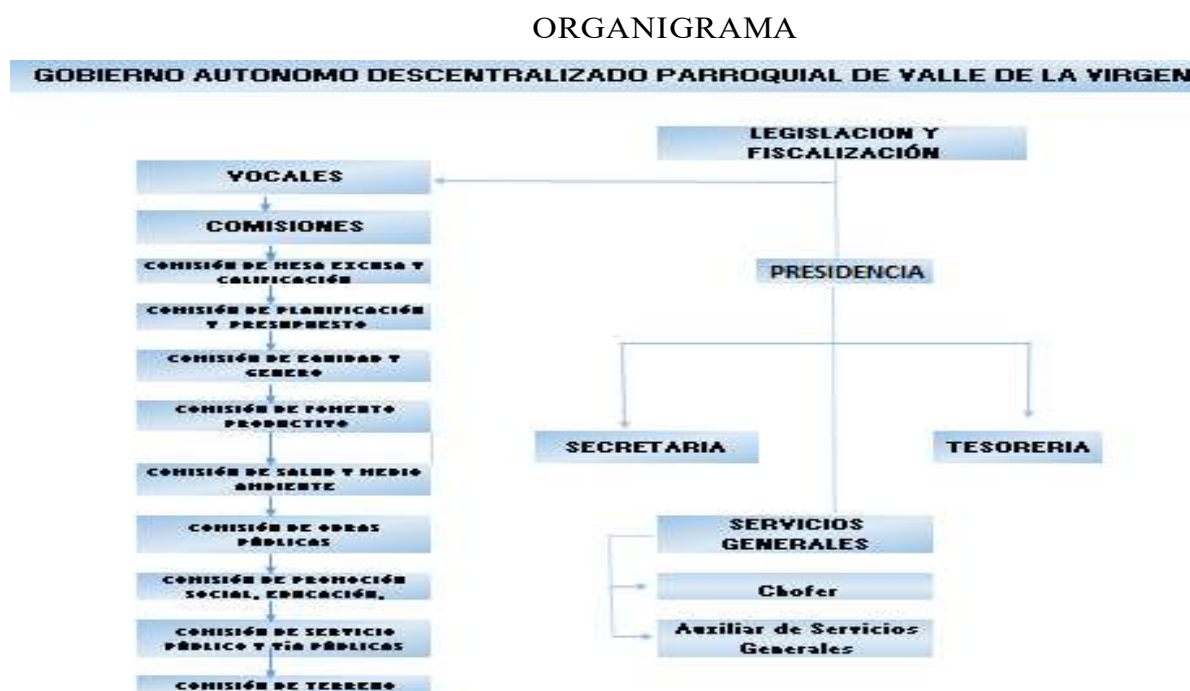 ORGANIGRAMA
GOBIERNO AUTONOMO DESCENTRALIZADO PARROQUIAL DE VALLE DE LA VIRGEN
LEGISLACION Y
FISCALIZACIÓN
VOCALES
COMISIONES
COMISIÓN DE MESA EXCUSA Y
CALIFICACIÓN
COMISIÓN DE PLANIFICACIÓN
Y PRESUPUESTO
COMISIÓN DE EQUIDAD Y
GENERO
COMISIÓN DE FOMENTO
PRODUCTIVO
COMISIÓN DE SALUD Y MEDIO
AMBIENTE
COMISIÓN DE OBRAS
PÚBLICAS
COMISIÓN DE PROMOCIÓN
SOCIAL, EDUCACIÓN,
COMISIÓN DE SERVICIO
PÚBLICO Y VÍA PÚBLICAS
COMISIÓN DE TERRENO
PRESIDENCIA
SECRETARIA
TESORERIA
SERVICIOS
GENERALES
Chofer
Auxiliar de Servicios
Generales